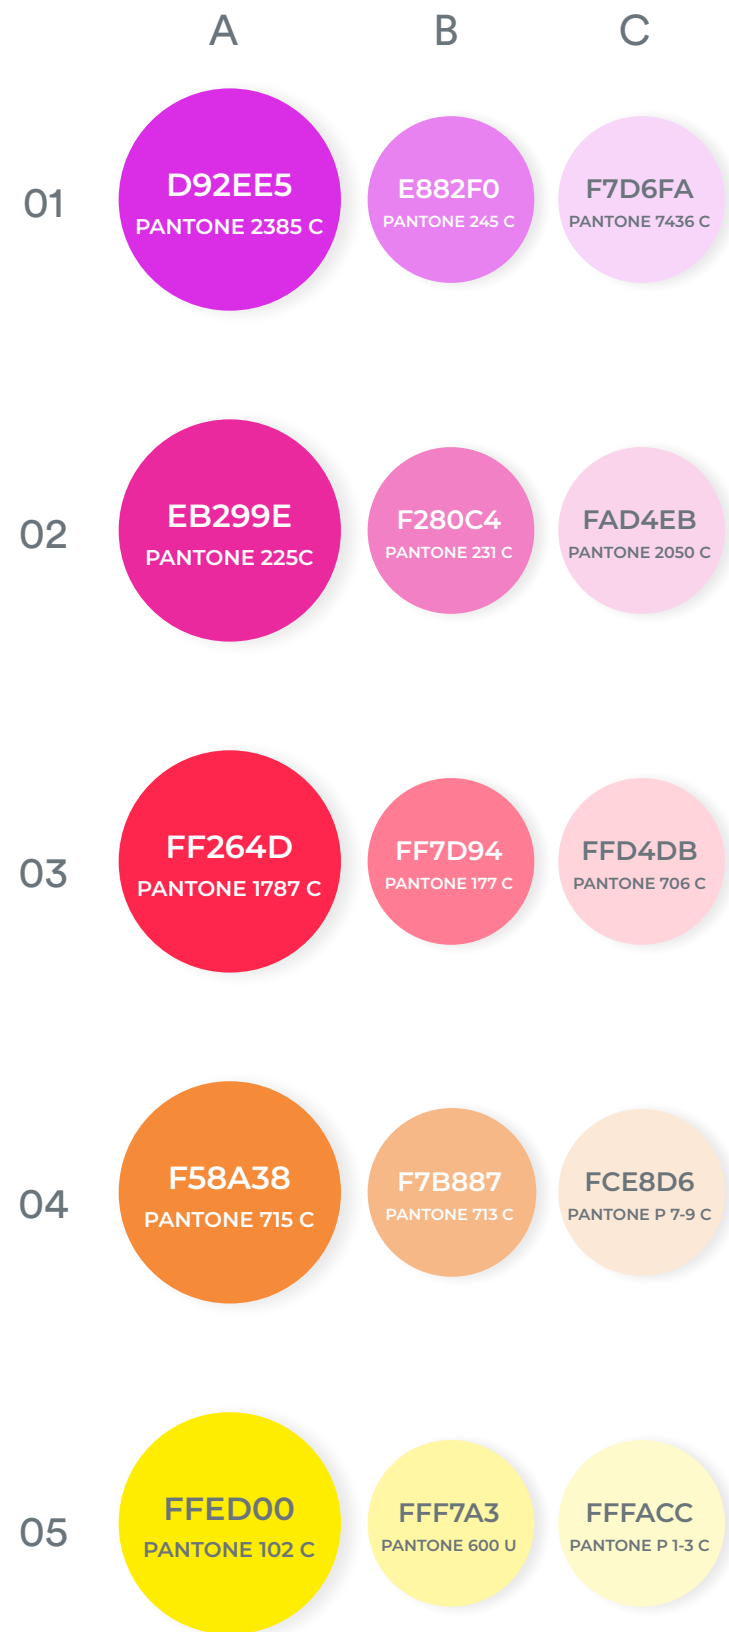 A B C
01
D92EE5 E882F0 F7D6FA
PANTONE 2385 C PANTONE 245 C PANTONE 7436 C
02
EB299E F280C4 FAD4EB
PANTONE 225C PANTONE 231 C PANTONE 2050 C
03
FF264D FF7D94 FFD4DB
PANTONE 1787 C PANTONE 177 C PANTONE 706 C
04
F58A38 F7B887 FCE8D6
PANTONE 715 C PANTONE 713 C PANTONE P 7-9 C
05
FFED00 FFF7A3 FFFACC
PANTONE 102 C PANTONE 600 U PANTONE P 1-3 C